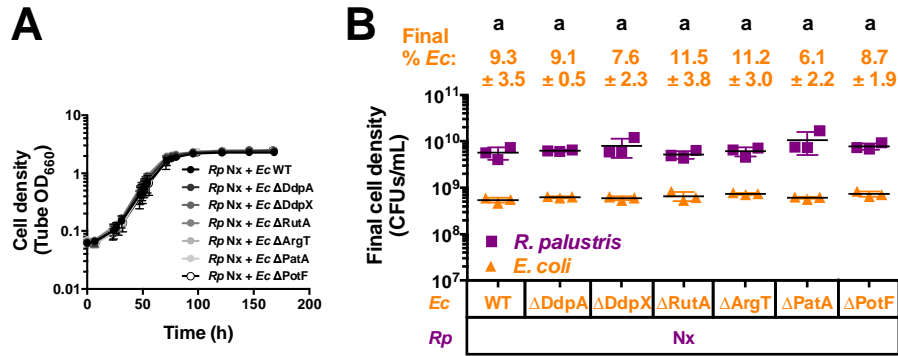 A
Cell density
(Tube OD60)
10
1
0.1
0.01
0
50
100
150
200
Time (h)
Rp Nx + Ec WT
Rp Nx + Ec ΔDdpA
Rp Nx + Ec ΔDdpX
Rp Nx + Ec ΔRutA
Rp Nx + Ec ΔArgT
Rp Nx + Ec ΔPatA
Rp Nx + Ec ΔPotF
B
a a a a a a a
Final
% Ec:
9.3 9.1 7.6 11.5 11.2 6.1 8.7
± 3.5 ± 0.5 ± 2.3 ± 3.8 ± 3.0 ± 2.2 ± 1.9
Final cell density
(CFUs/mL)
10¹¹
10¹⁰
10⁹
10⁸
10⁷
R. palustris
E. coli
Ec WT ΔDdpA ΔDdpX ΔRutA ΔArgT ΔPatA ΔPotF
Rp Nx